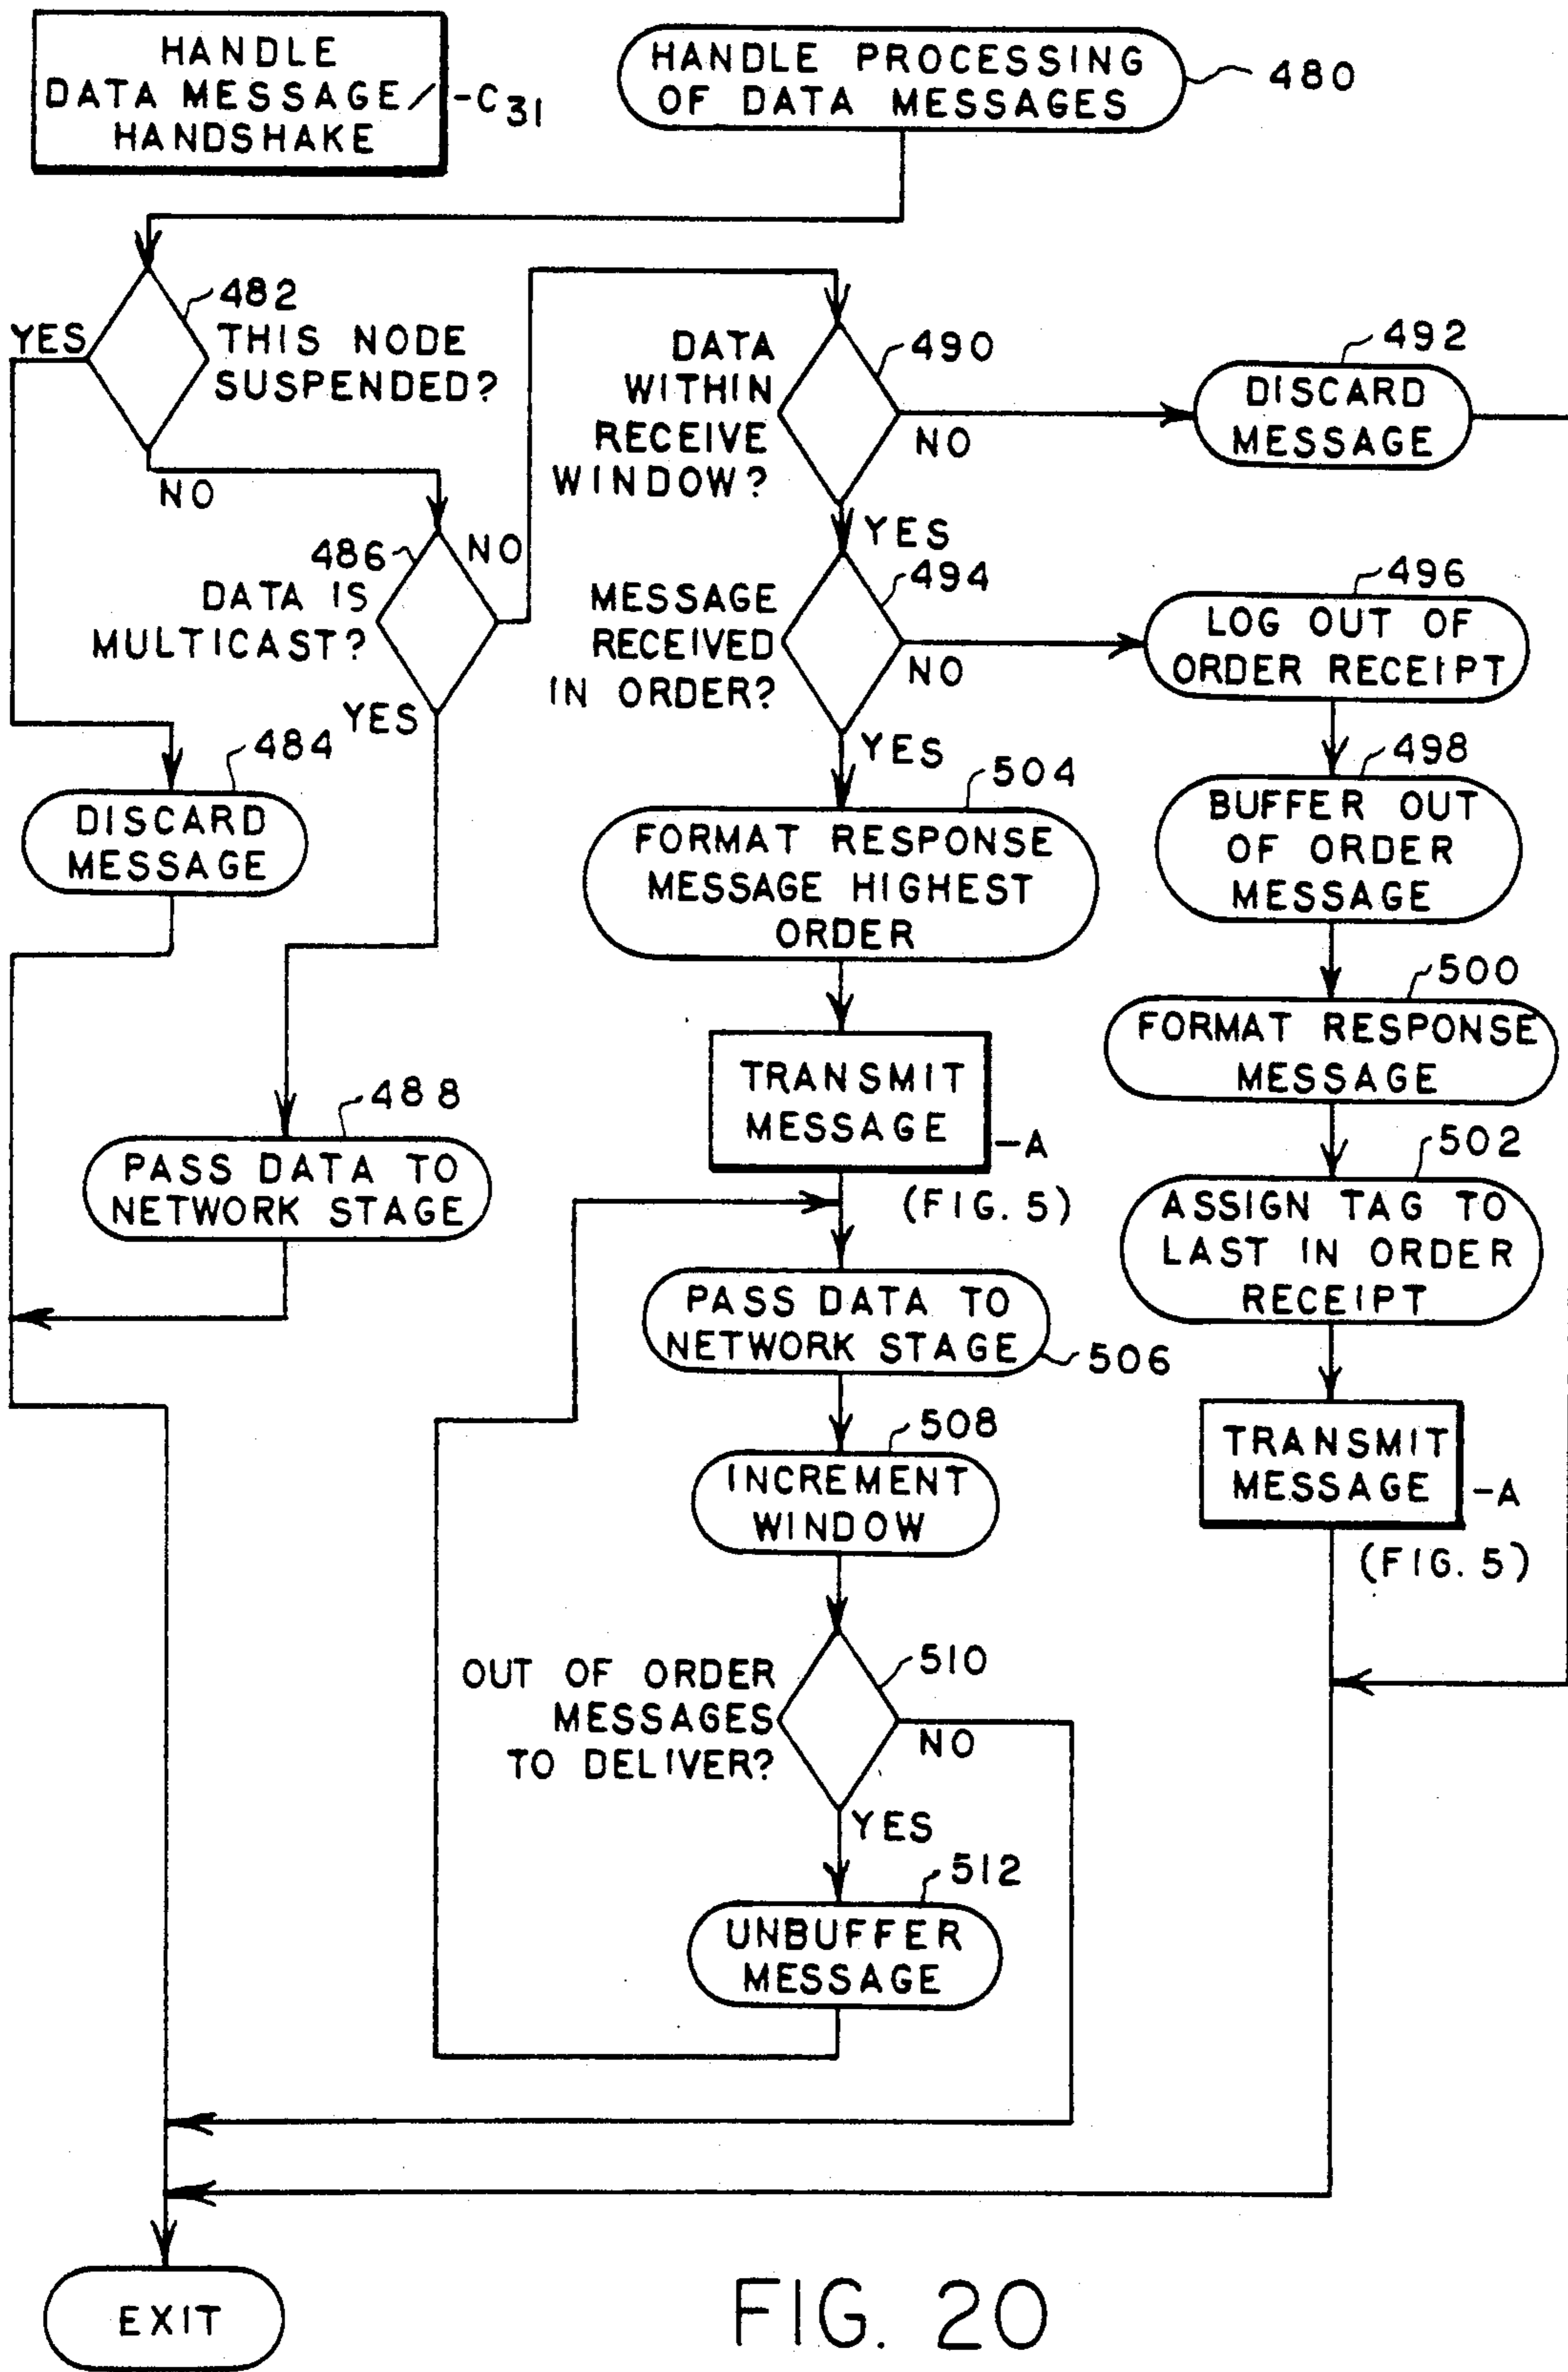 HANDLE
DATA MESSAGE/
HANDSHAKE
-C31
HANDLE PROCESSING
OF DATA MESSAGES
480
482
THIS NODE
SUSPENDED?
YES
NO
486
DATA IS
MULTICAST?
NO
YES
484
DISCARD
MESSAGE
488
PASS DATA TO
NETWORK STAGE
490
DATA
WITHIN
RECEIVE
WINDOW?
NO
YES
492
DISCARD
MESSAGE
494
MESSAGE
RECEIVED
IN ORDER?
NO
YES
496
LOG OUT OF
ORDER RECEIPT
498
BUFFER OUT
OF ORDER
MESSAGE
500
FORMAT RESPONSE
MESSAGE
502
ASSIGN TAG TO
LAST IN ORDER
RECEIPT
TRANSMIT
MESSAGE
-A
(FIG. 5)
504
FORMAT RESPONSE
MESSAGE HIGHEST
ORDER
TRANSMIT
MESSAGE
-A
(FIG. 5)
PASS DATA TO
NETWORK STAGE
506
508
INCREMENT
WINDOW
510
OUT OF ORDER
MESSAGES
TO DELIVER?
NO
YES
512
UNBUFFER
MESSAGE
EXIT
FIG. 20